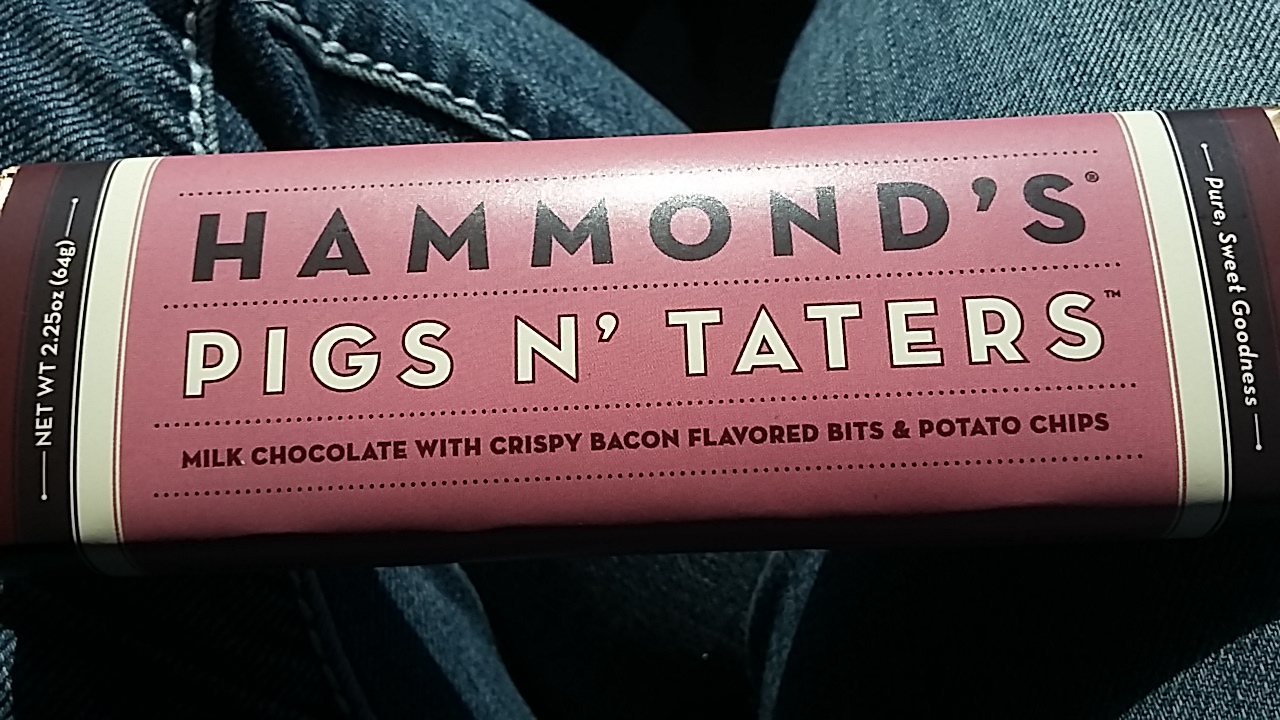 HAMMOND'S®
PIGS N' TATERS™
MILK CHOCOLATE WITH CRISPY BACON FLAVORED BITS & POTATO CHIPS
NET WT 2.25oz (64g)
Pure, Sweet Goodness